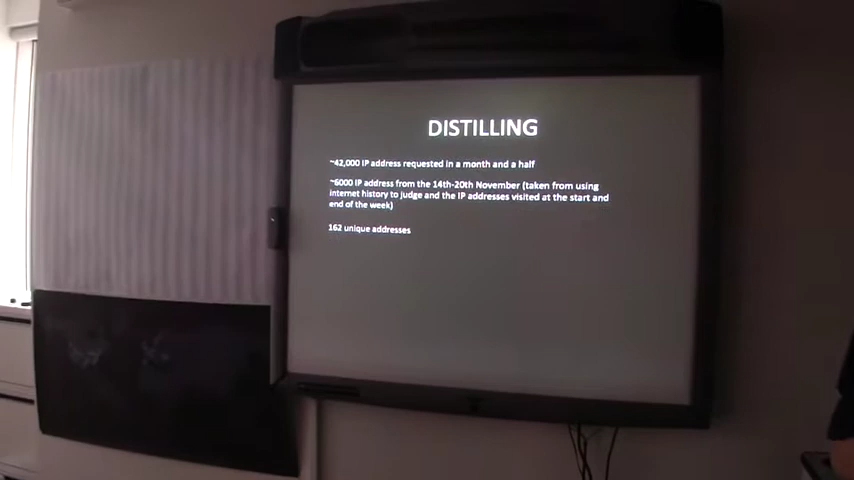 DISTILLING
~42,000 IP address requested in a month and a half
~6000 IP address from the 14th-20th November (taken from using
internet history to judge and the IP addresses visited at the start and
end of the week)
162 unique addresses